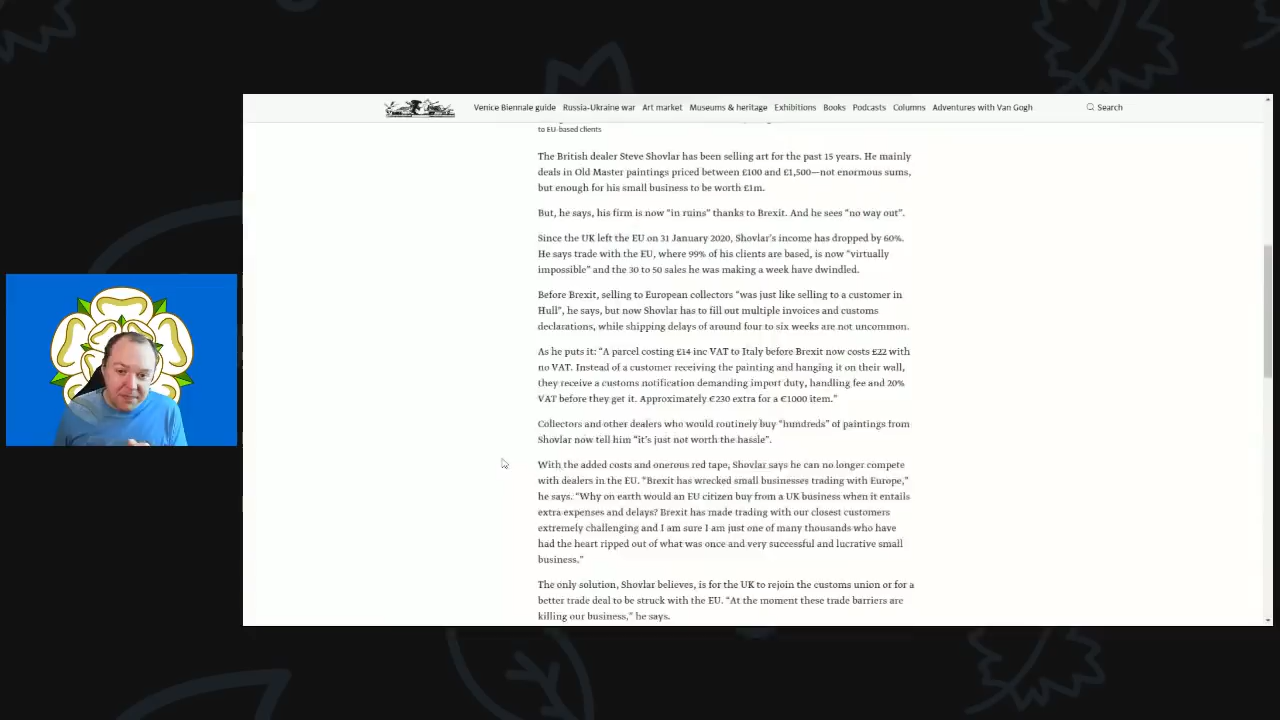 Venice Biennale guide Russia-Ukraine war Art market Museums & heritage Exhibitions Books Podcasts Columns Adventures with Van Gogh Search
to EU-based clients
The British dealer Steve Shovlar has been selling art for the past 15 years. He mainly
deals in Old Master paintings priced between £100 and £1,500—not enormous sums,
but enough for his small business to be worth £1m.
But, he says, his firm is now “in ruins” thanks to Brexit. And he sees “no way out”.
Since the UK left the EU on 31 January 2020, Shovlar’s income has dropped by 60%.
He says trade with the EU, where 99% of his clients are based, is now “virtually
impossible” and the 30 to 50 sales he was making a week have dwindled.
Before Brexit, selling to European collectors “was just like selling to a customer in
Hull”, he says, but now Shovlar has to fill out multiple invoices and customs
declarations, while shipping delays of around four to six weeks are not uncommon.
As he puts it: “A parcel costing £14 inc VAT to Italy before Brexit now costs £22 with
no VAT. Instead of a customer receiving the painting and hanging it on their wall,
they receive a customs notification demanding import duty, handling fee and 20%
VAT before they get it. Approximately €230 extra for a €1000 item.”
Collectors and other dealers who would routinely buy “hundreds” of paintings from
Shovlar now tell him “it’s just not worth the hassle”.
With the added costs and onerous red tape, Shovlar says he can no longer compete
with dealers in the EU. “Brexit has wrecked small businesses trading with Europe,”
he says. “Why on earth would an EU citizen buy from a UK business when it entails
extra expenses and delays? Brexit has made trading with our closest customers
extremely challenging and I am sure I am just one of many thousands who have
had the heart ripped out of what was once and very successful and lucrative small
business.”
The only solution, Shovlar believes, is for the UK to rejoin the customs union or for a
better trade deal to be struck with the EU. “At the moment these trade barriers are
killing our business,” he says.